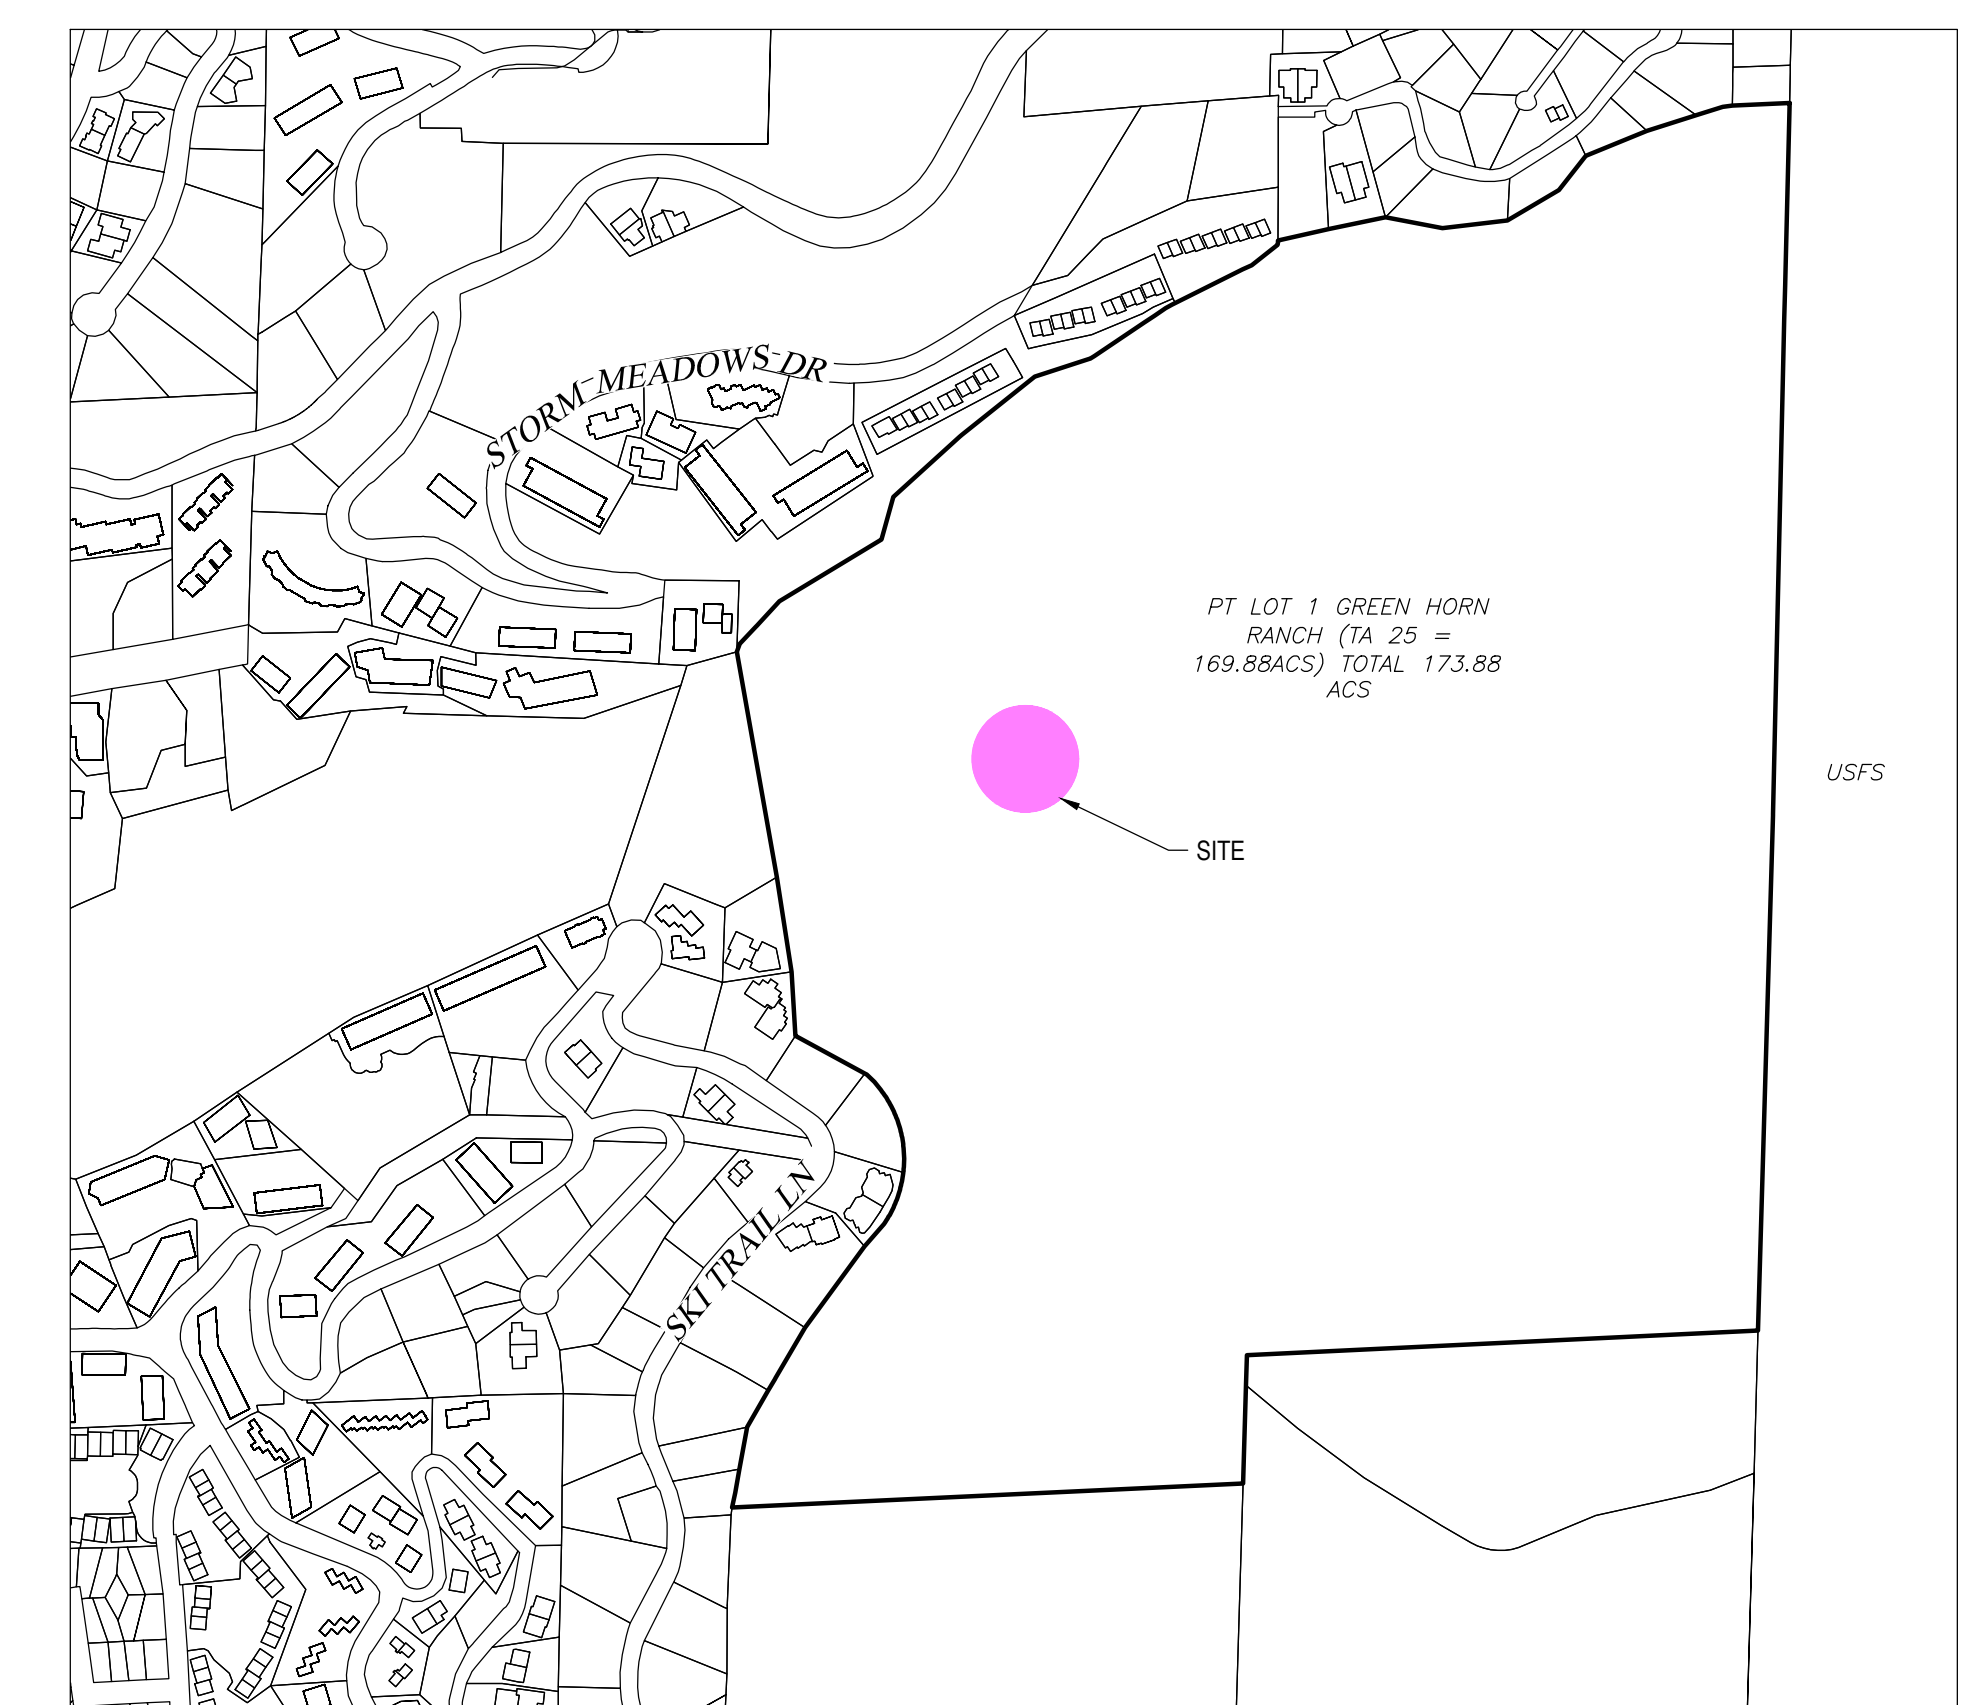 STORM MEADOWS DR
PT LOT 1 GREEN HORN
RANCH (TA 25 =
169.88ACS) TOTAL 173.88
ACS
USFS
SITE
SKI TRAIL LN